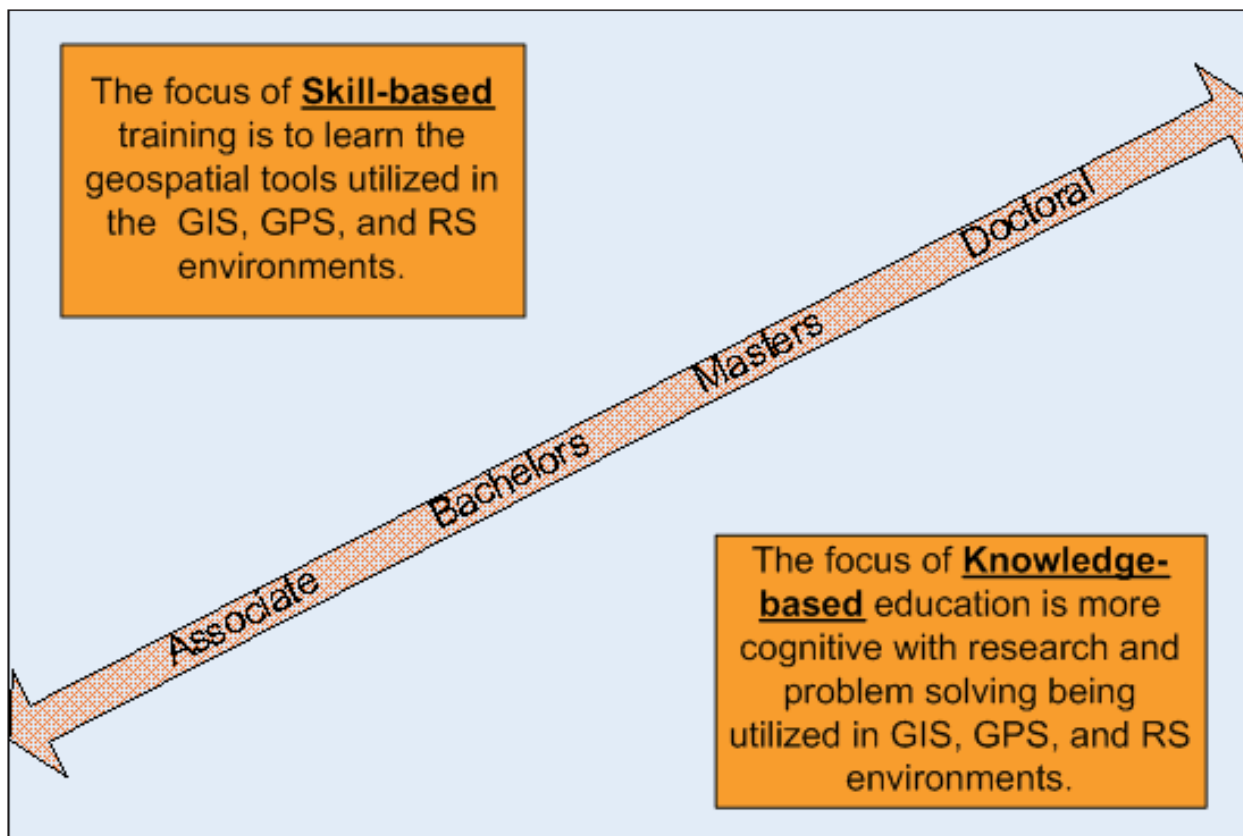 The focus of Skill-based
training is to learn the
geospatial tools utilized in
the GIS, GPS, and RS
environments.
Doctoral
Masters
Bachelors
Associate
The focus of Knowledge-
based education is more
cognitive with research and
problem solving being
utilized in GIS, GPS, and RS
environments.